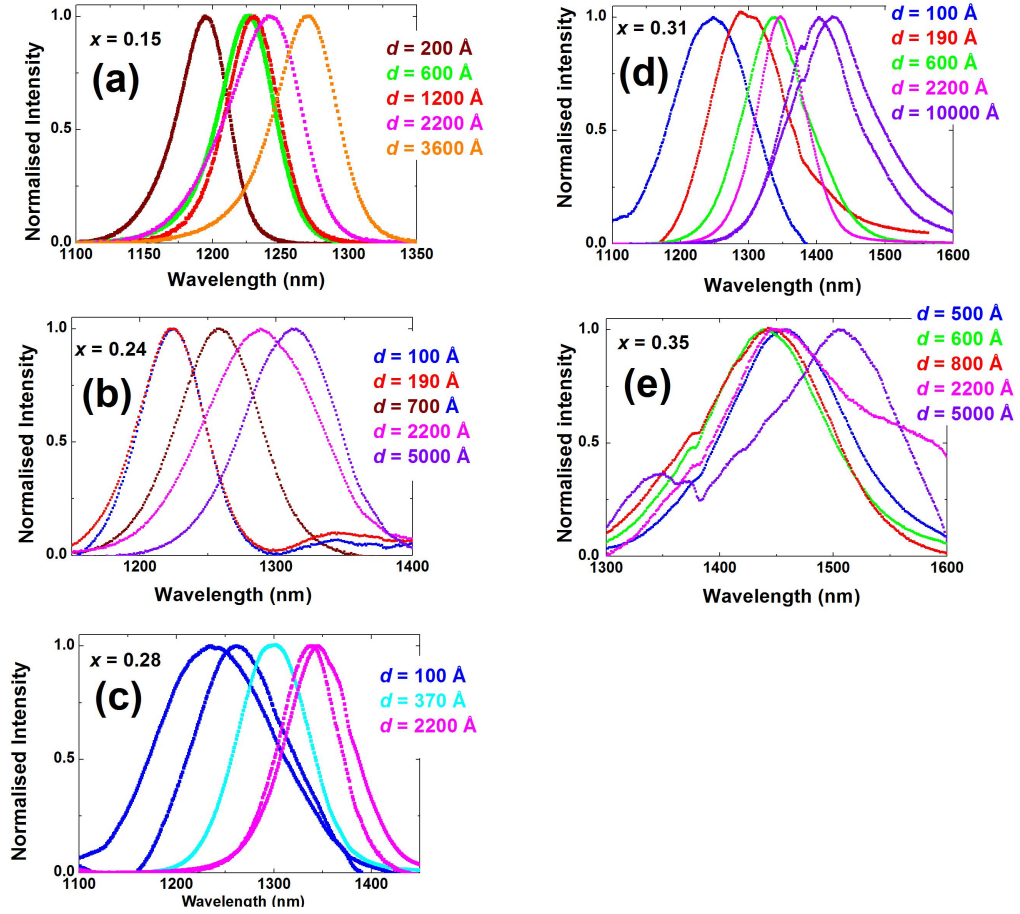 x = 0.15
(a)
d = 200 Å
d = 600 Å
d = 1200 Å
d = 2200 Å
d = 3600 Å
Normalised Intensity
1.0
0.5
0.0
1100 1150 1200 1250 1300 1350
Wavelength (nm)
x = 0.31
(d)
d = 100 Å
d = 190 Å
d = 600 Å
d = 2200 Å
d = 10000 Å
Normalised intensity
1.0
0.5
0.0
1100 1200 1300 1400 1500 1600
Wavelength (nm)
x = 0.24
(b)
d = 100 Å
d = 190 Å
d = 700 Å
d = 2200 Å
d = 5000 Å
Normalised Intensity
1.0
0.5
0.0
1200 1250 1300 1350 1400
Wavelength (nm)
x = 0.35
(e)
d = 500 Å
d = 600 Å
d = 800 Å
d = 2200 Å
d = 5000 Å
Normalised intensity
1.0
0.5
0.0
1300 1400 1500 1600
Wavelength (nm)
x = 0.28
(c)
d = 100 Å
d = 370 Å
d = 2200 Å
Normalised Intensity
1.0
0.5
0.0
1100 1200 1300 1400
Wavelength (nm)